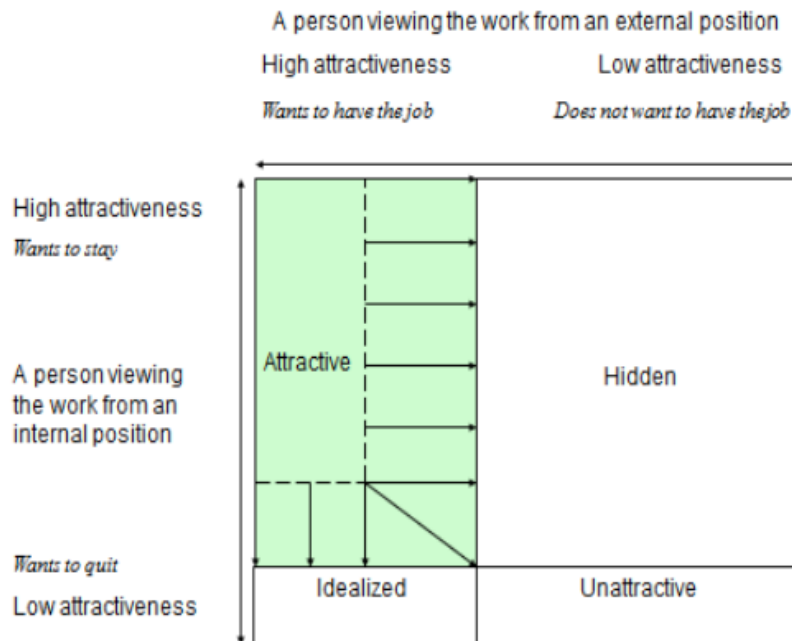 A person viewing the work from an external position
High attractiveness
Low attractiveness
Wants to have the job
Does not want to have thejob
High attractiveness
Wants to stay
Attractive
Hidden
A person viewing
the work from an
internal position
Wants to quit
Low attractiveness
Idealized
Unattractive